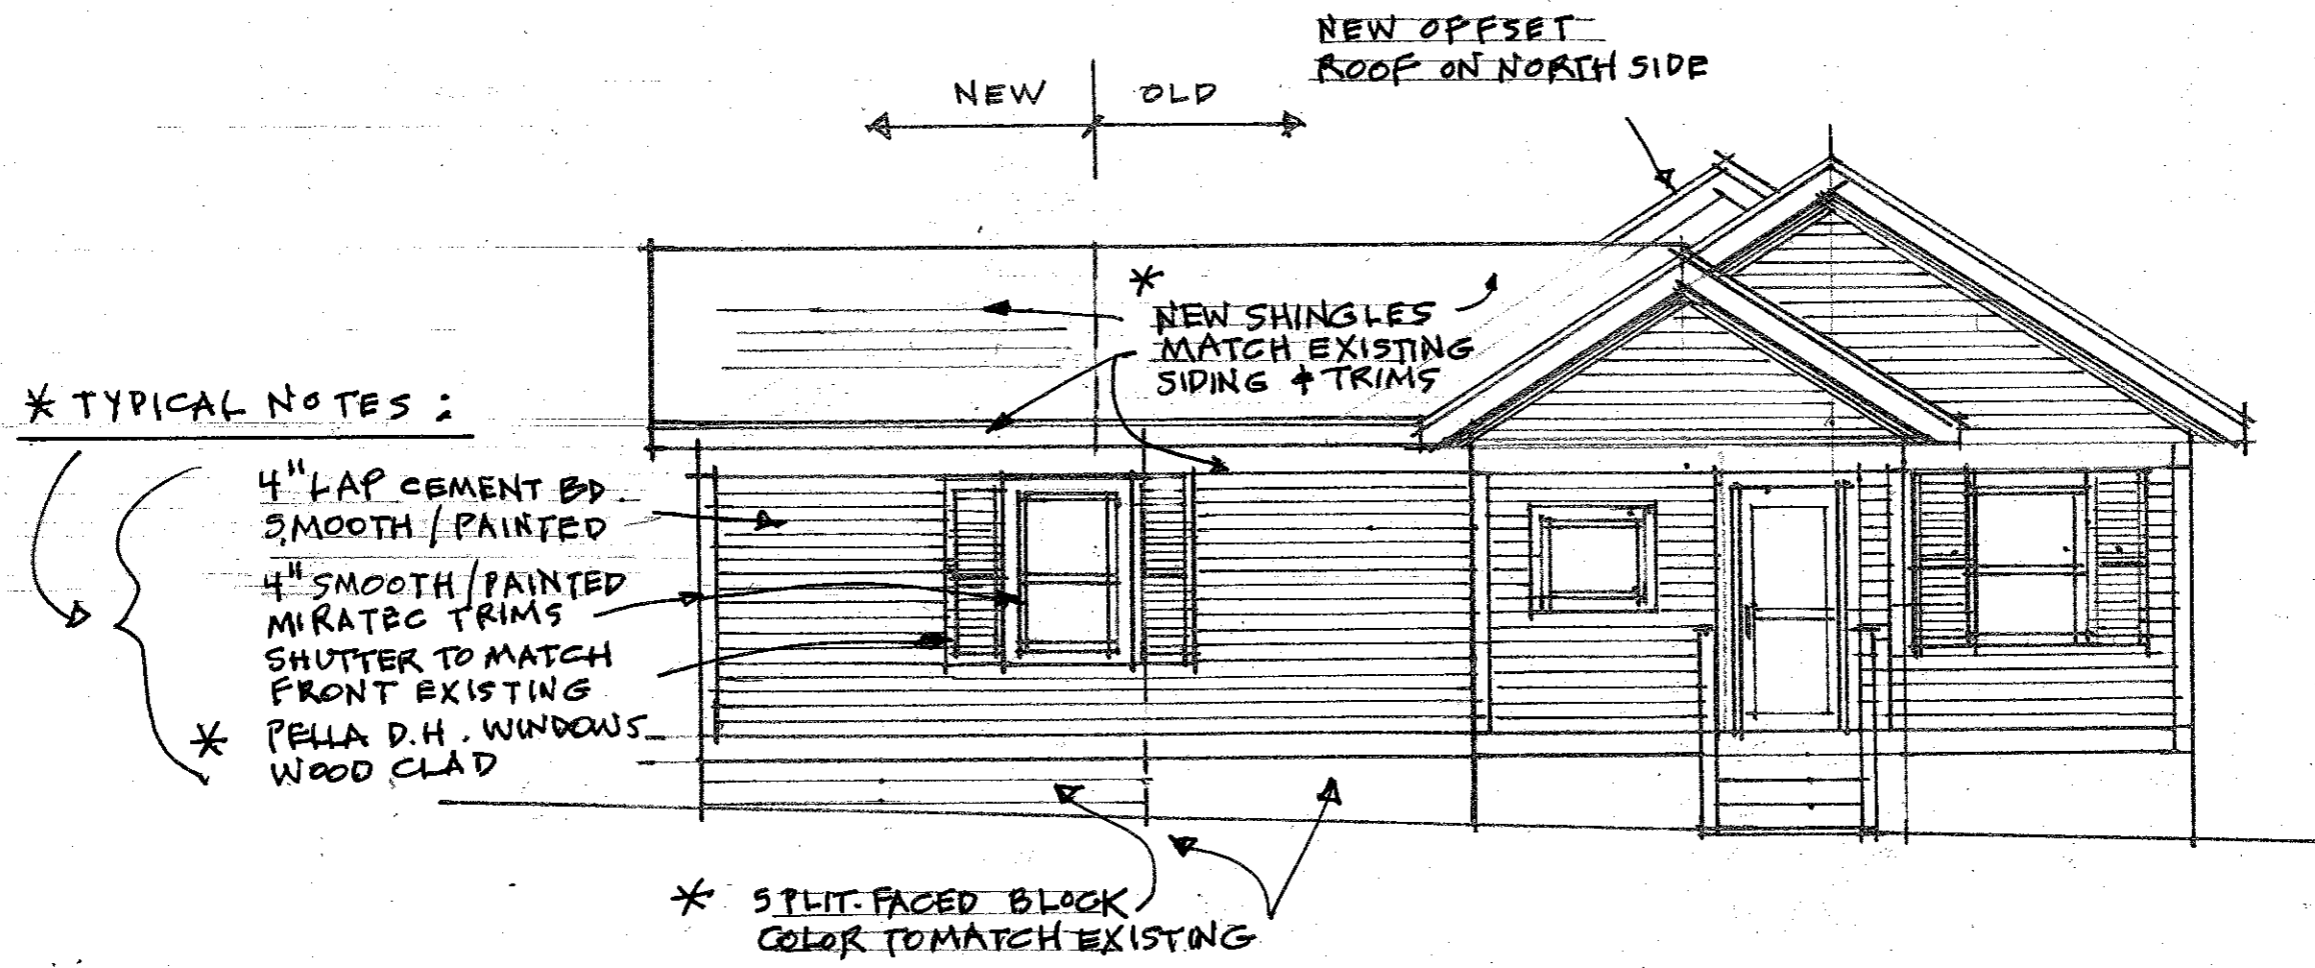 NEW OFFSET
ROOF ON NORTH SIDE
NEW OLD
*
NEW SHINGLES
MATCH EXISTING
SIDING & TRIMS
* TYPICAL NOTES :
4" LAP CEMENT BD.
SMOOTH / PAINTED
4" SMOOTH / PAINTED
MIRATEC TRIMS
SHUTTER TO MATCH
FRONT EXISTING
* PELLA D.H. WINDOWS
WOOD CLAD
* SPLIT-FACED BLOCK
COLOR TO MATCH EXISTING